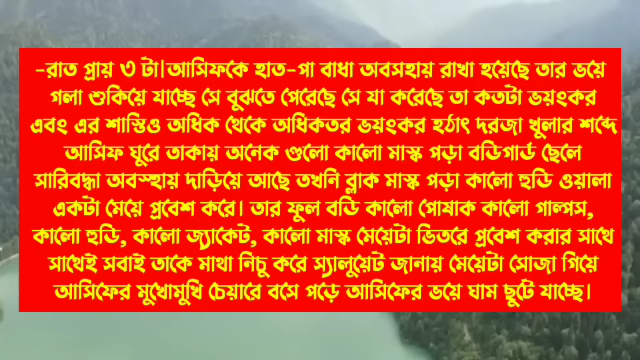 -রাত প্রায় ৩ টা।আসিফকে হাত-পা বাধা অবসহায় রাখা হয়েছে তার ভয়ে
গলা শুকিয়ে যাচ্ছে সে বুঝতে পেরেছে সে যা করেছে তা কতটা ভয়ংকর
এবং এর শাস্তিও অধিক থেকে অধিকতর ভয়ংকর হঠাৎ দরজা খুলার শব্দে
আসিফ ঘুরে তাকায় অনেক গুলো কালো মাস্ক পড়া বডিগার্ড ছেলে
সারিবদ্ধা অবস্হায় দাড়িয়ে আছে তখনি ব্লাক মাস্ক পড়া কালো হুডি ওয়ালা
একটা মেয়ে প্রবেশ করে। তার ফুল বডি কালো পোষাক কালো গাল্পস,
কালো হুডি, কালো জ্যাকেট, কালো মাস্ক মেয়েটা ভিতরে প্রবেশ করার সাথে
সাথেই সবাই তাকে মাথা নিচু করে স্যালুয়েট জানায় মেয়েটা সোজা গিয়ে
আসিফের মুখোমুখি চেয়ারে বসে পড়ে আসিফের ভয়ে ঘাম ছুটে যাচ্ছে।